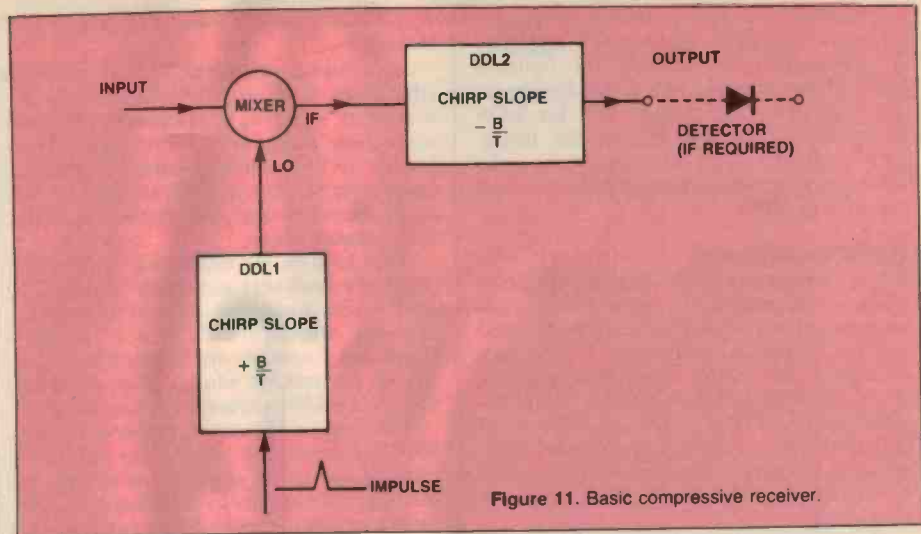 INPUT
MIXER
IF
LO
DDL2
CHIRP SLOPE
− B
T
OUTPUT
DETECTOR
(IF REQUIRED)
DDL1
CHIRP SLOPE
+ B
T
IMPULSE
Figure 11. Basic compressive receiver.